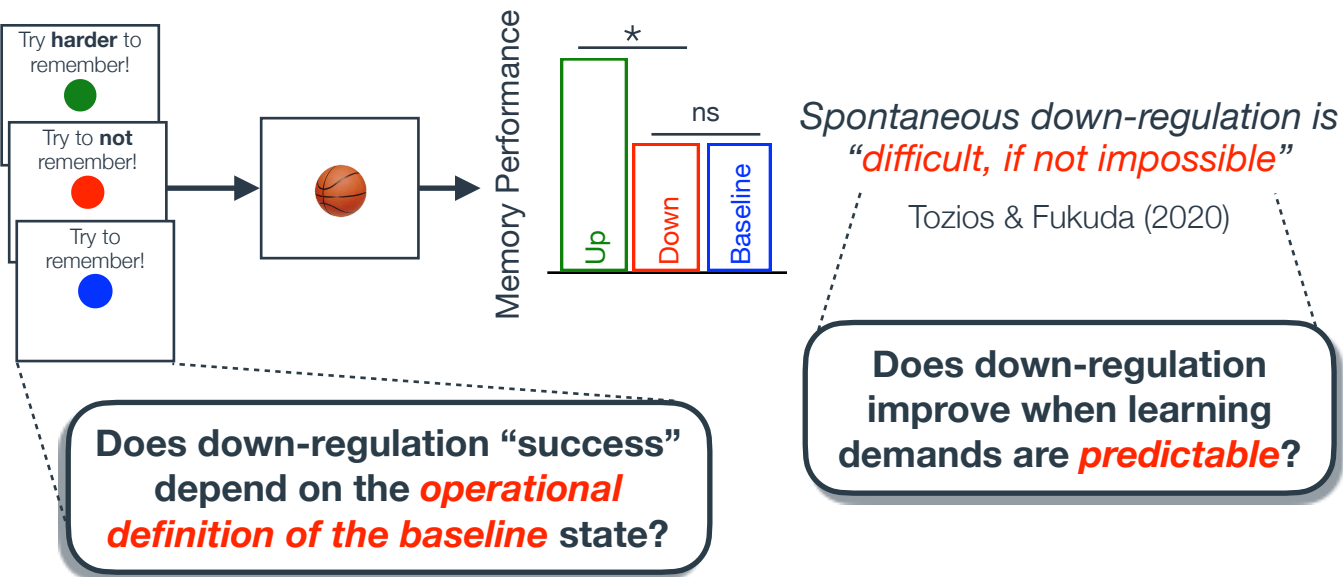 Try harder to
remember!
Try to not
remember!
Try to
remember!
Memory Performance
*
ns
Up
Down
Baseline
Spontaneous down-regulation is
“difficult, if not impossible”
Tozios & Fukuda (2020)
Does down-regulation “success”
depend on the operational
definition of the baseline state?
Does down-regulation
improve when learning
demands are predictable?